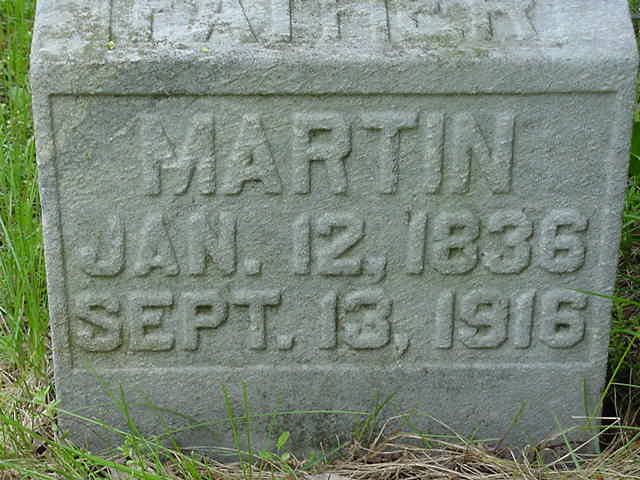 FATHER
MARTIN
JAN. 12, 1836
SEPT. 13, 1916